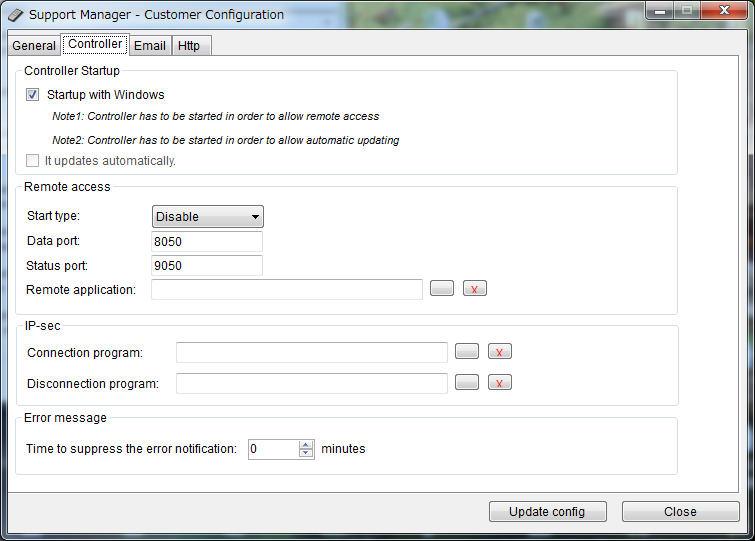 Support Manager - Customer Configuration
General
Controller
Email
Http
Controller Startup
Startup with Windows
Note1: Controller has to be started in order to allow remote access
Note2: Controller has to be started in order to allow automatic updating
It updates automatically.
Remote access
Start type:
Disable
Data port:
8050
Status port:
9050
Remote application:
x
IP-sec
Connection program:
x
Disconnection program:
x
Error message
Time to suppress the error notification:
0
minutes
Update config
Close